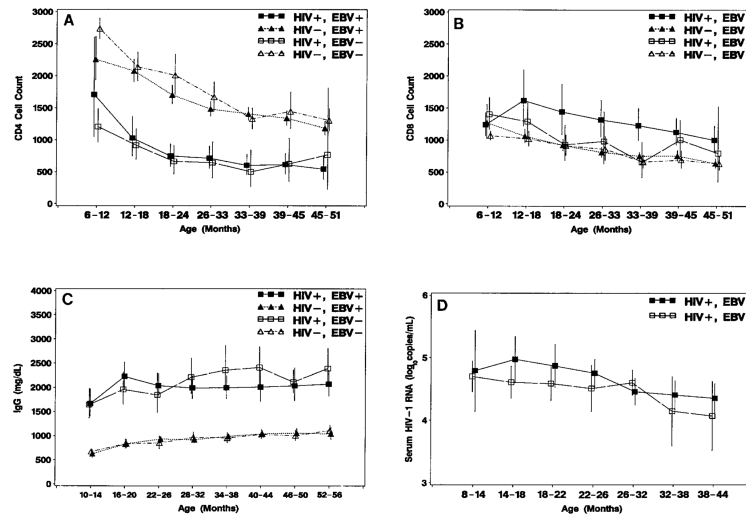 A
HIV+, EBV+
HIV−, EBV+
HIV+, EBV−
HIV−, EBV−
CD4 Cell Count
3000
2500
2000
1500
1000
500
0
6−12 12−18 18−24 26−33 33−39 39−45 45−51
Age (Months)
B
HIV+, EBV
HIV−, EBV
HIV+, EBV
HIV−, EBV
CD8 Cell Count
3000
2500
2000
1500
1000
500
0
6−12 12−18 18−24 26−33 33−39 39−45 45−51
Age (Months)
C
HIV+, EBV+
HIV−, EBV+
HIV+, EBV−
HIV−, EBV−
IgG (mg/dL)
4000
3500
3000
2500
2000
1500
1000
500
0
10−14 16−20 22−26 28−32 34−38 40−44 46−50 52−56
Age (Months)
D
HIV+, EBV+
HIV+, EBV−
Serum HIV−1 RNA (log10 copies/mL)
6
5
4
3
8−14 14−18 18−22 22−26 26−32 32−38 38−44
Age (Months)